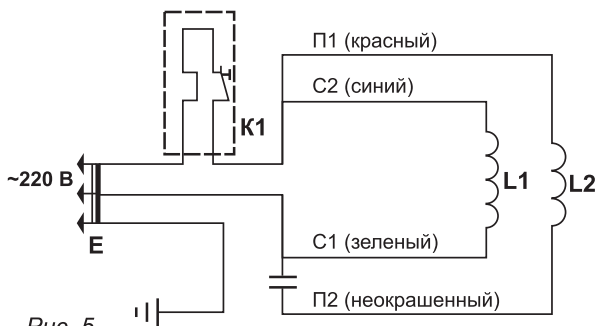 П1 (красный)
С2 (синий)
К1
~220 В
L1
L2
Е
С1 (зеленый)
П2 (неокрашенный)
Рис. 5